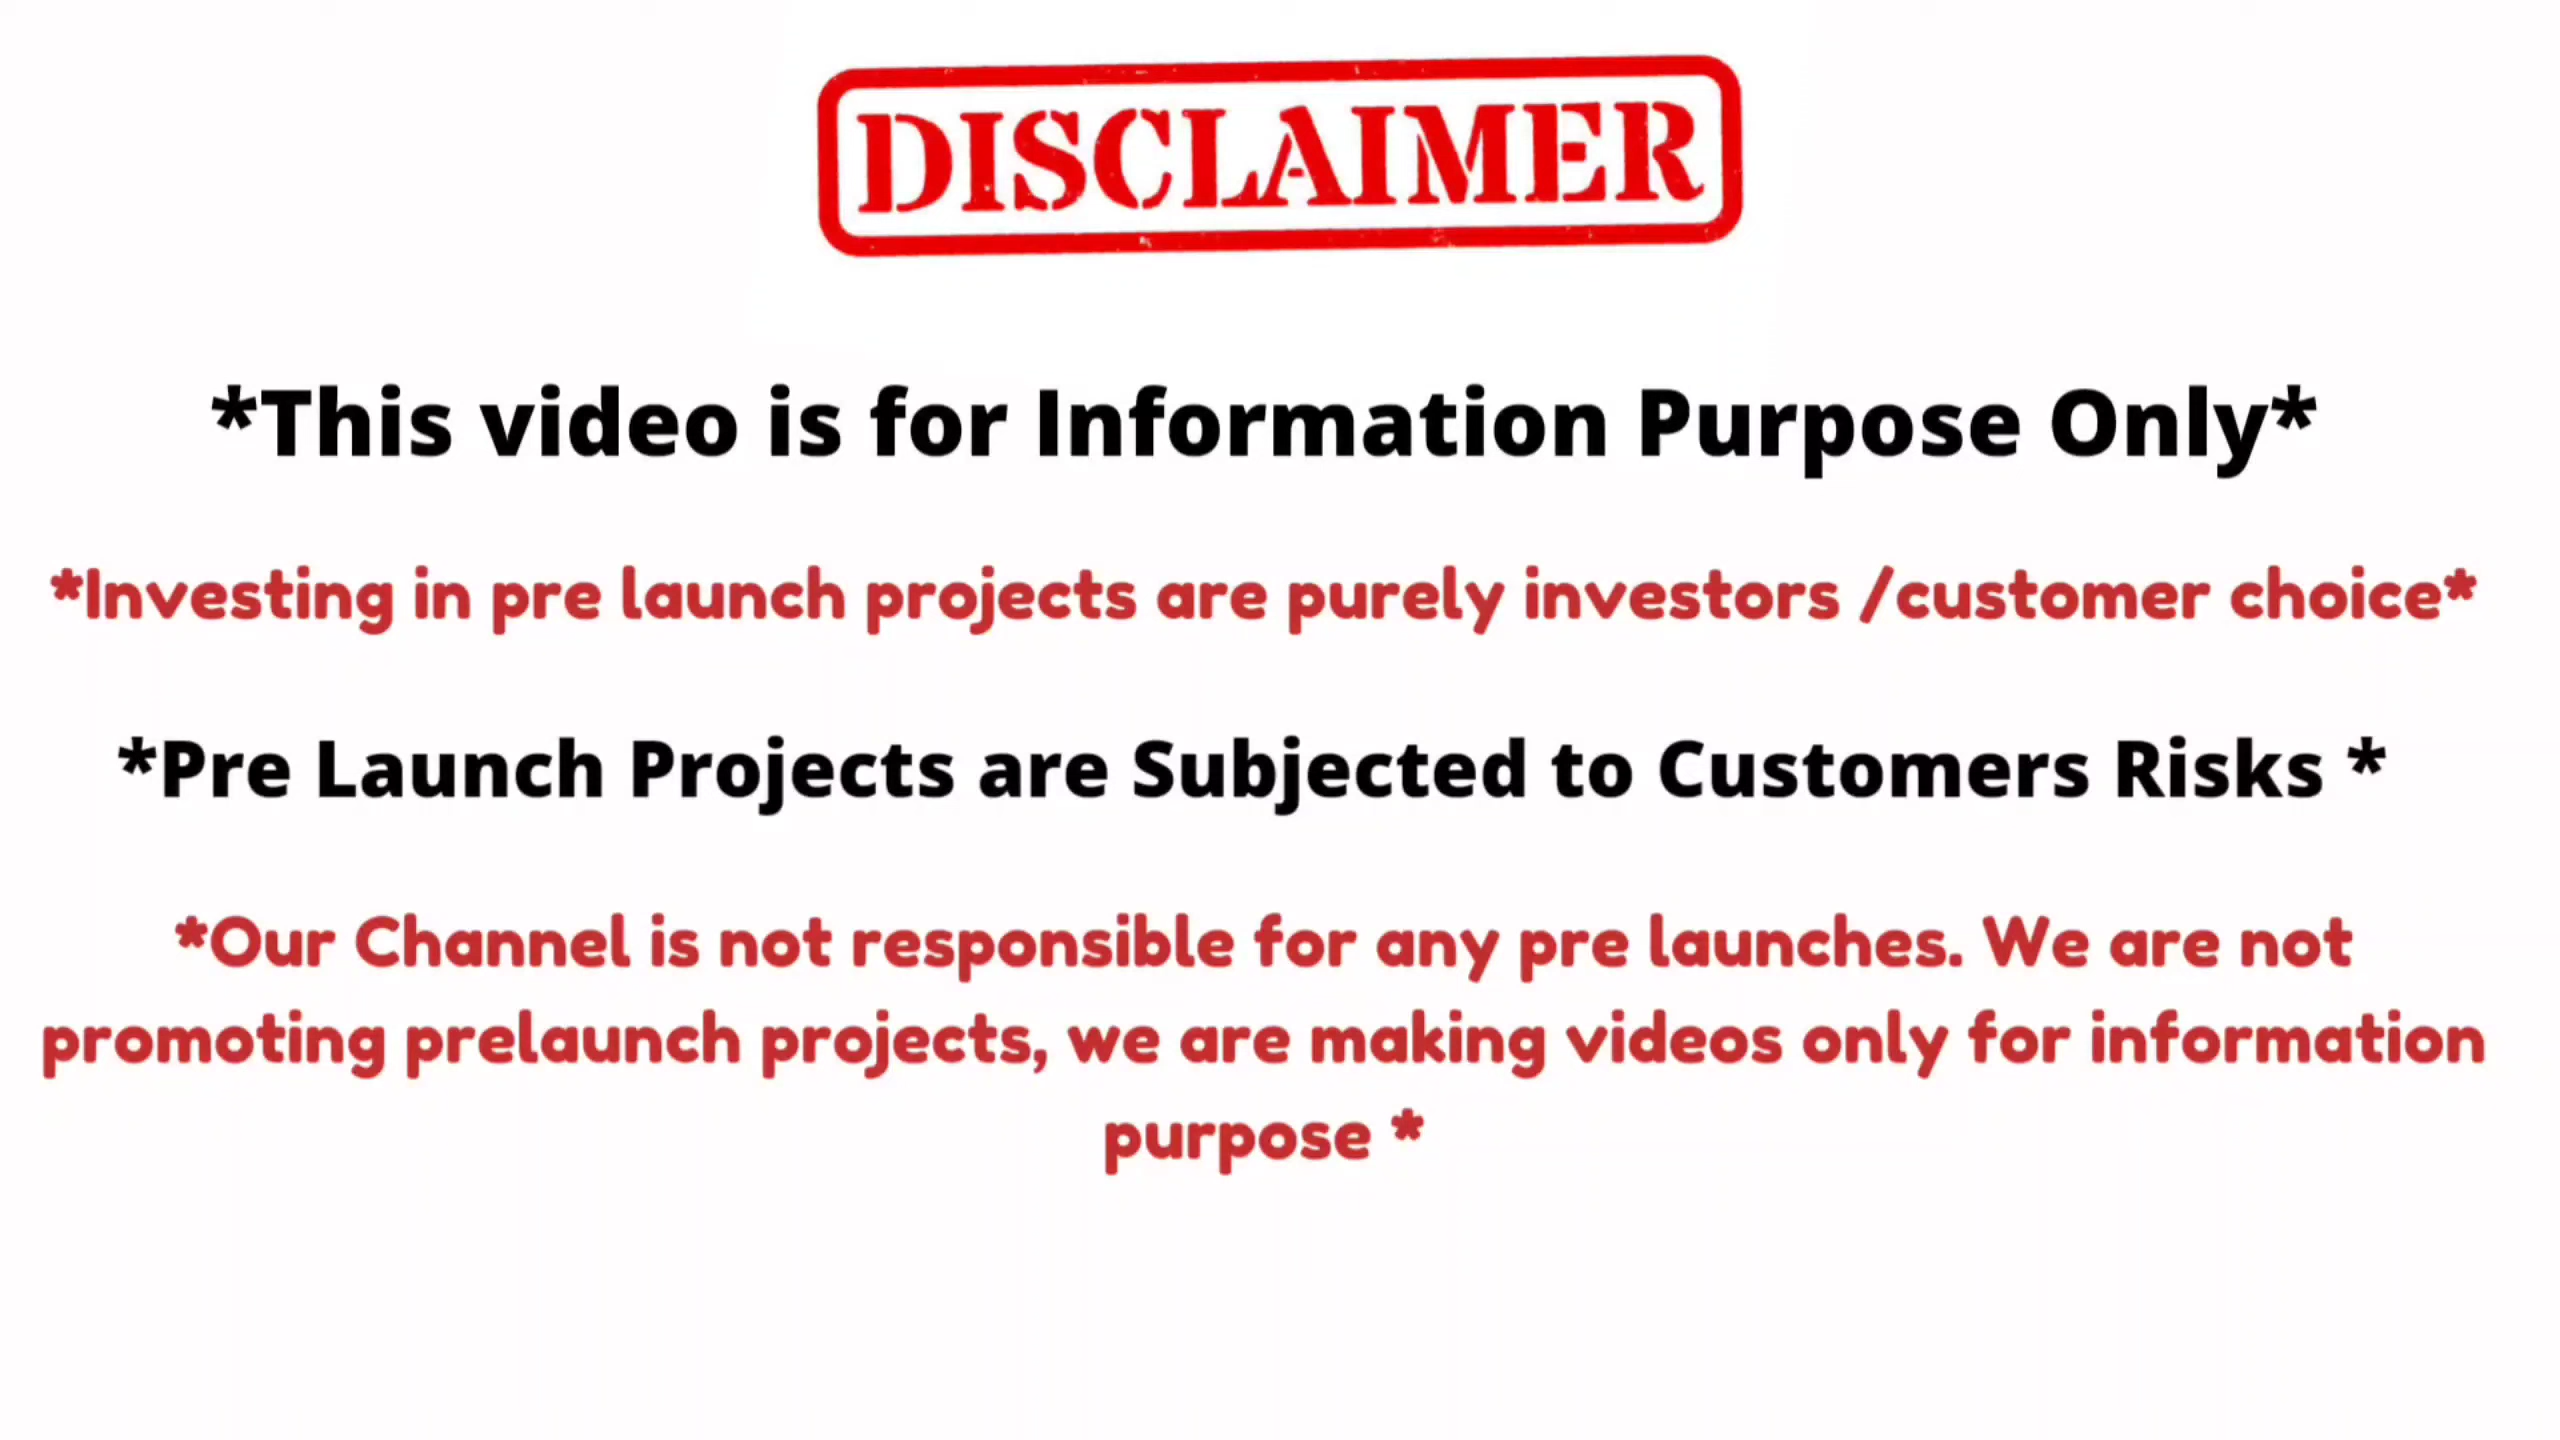 DISCLAIMER
*This video is for Information Purpose Only*
*Investing in pre launch projects are purely investors /customer choice*
*Pre Launch Projects are Subjected to Customers Risks *
*Our Channel is not responsible for any pre launches. We are not
promoting prelaunch projects, we are making videos only for information
purpose *